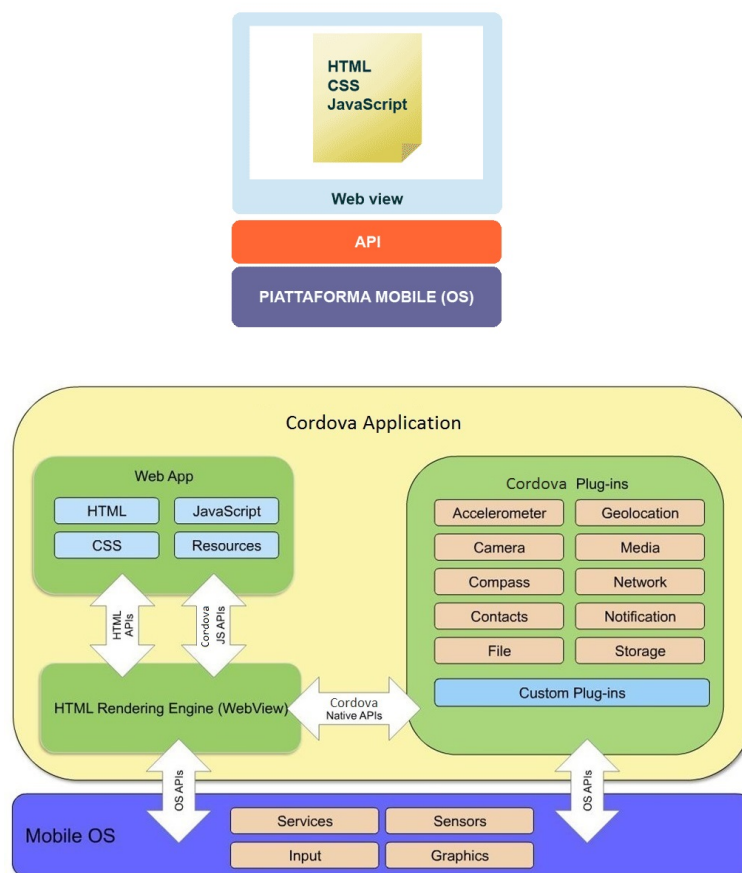 HTML
CSS
JavaScript
Web view
API
PIATTAFORMA MOBILE (OS)
Cordova Application
Web App
HTML
JavaScript
CSS
Resources
HTML
APIs
Cordova
JS APIs
HTML Rendering Engine (WebView)
Cordova
Native APIs
Cordova Plug-ins
Accelerometer
Geolocation
Camera
Media
Compass
Network
Contacts
Notification
File
Storage
Custom Plug-ins
OS APIs
OS APIs
Mobile OS
Services
Sensors
Input
Graphics